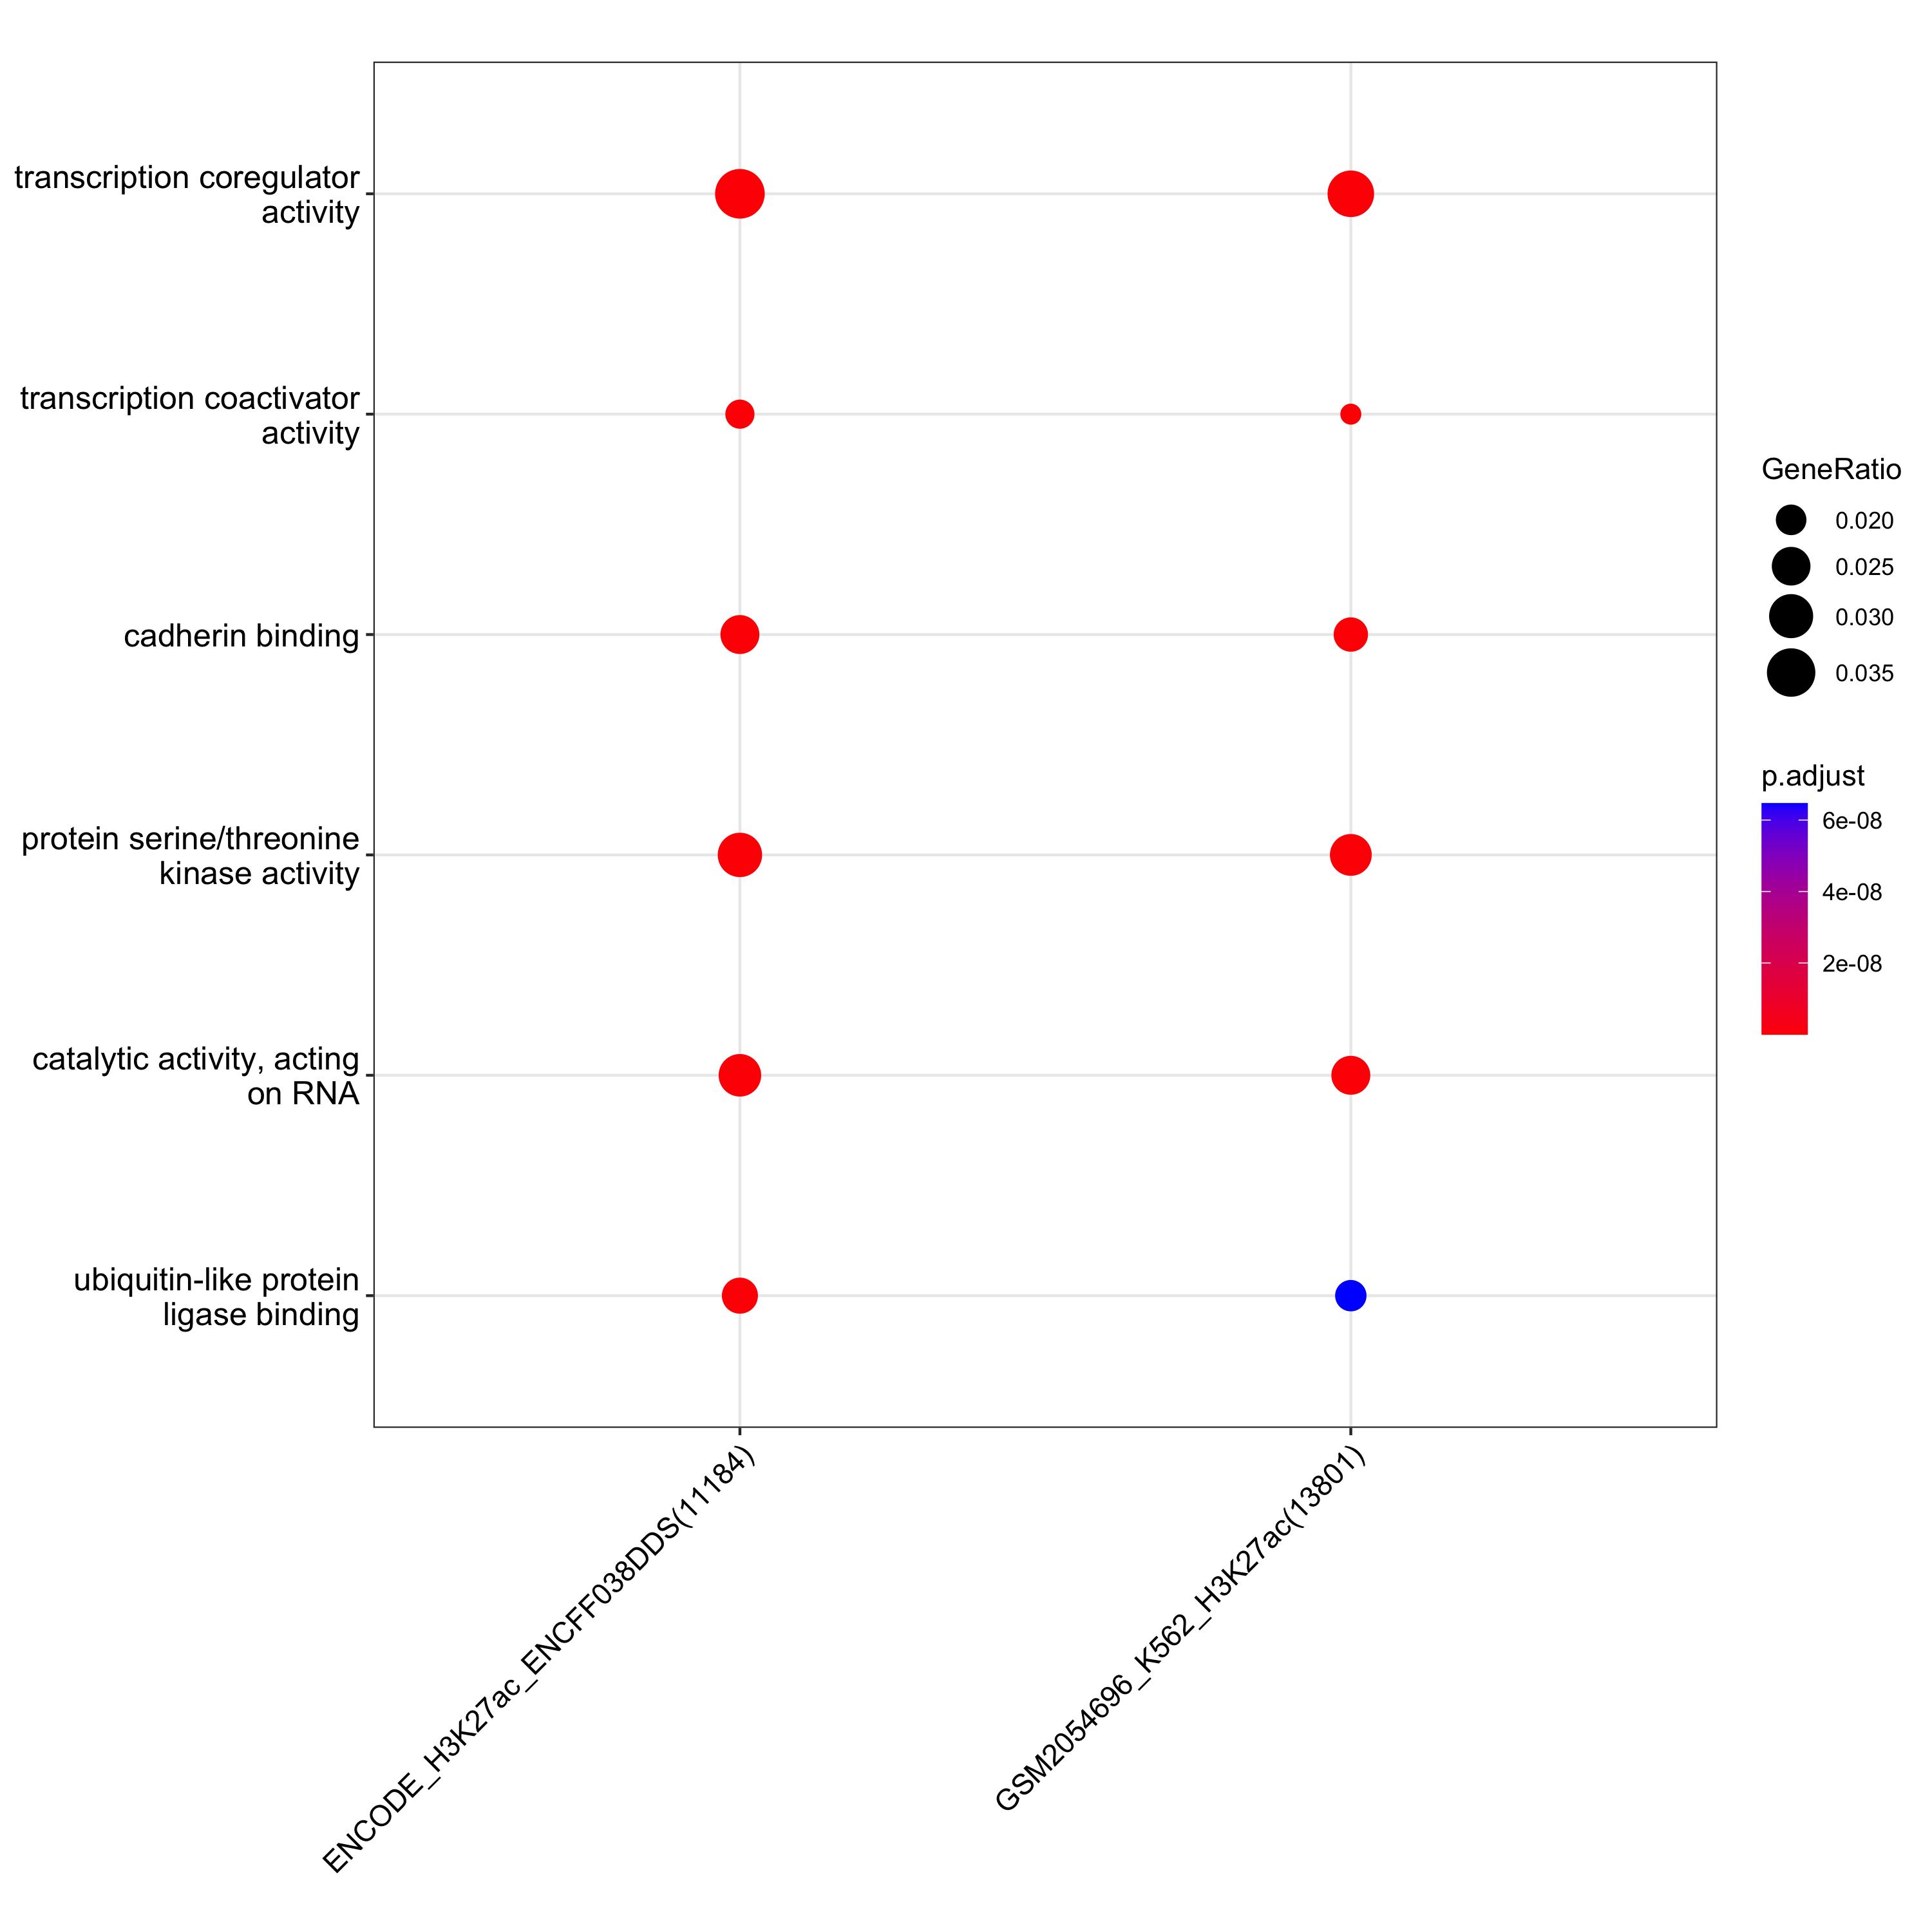 transcription coregulator
activity
transcription coactivator
activity
cadherin binding
protein serine/threonine
kinase activity
catalytic activity, acting
on RNA
ubiquitin-like protein
ligase binding
ENCODE_H3K27ac_ENCFF038DDS(11184)
GSM2054696_K562_H3K27ac(13801)
GeneRatio
0.020
0.025
0.030
0.035
p.adjust
6e-08
4e-08
2e-08